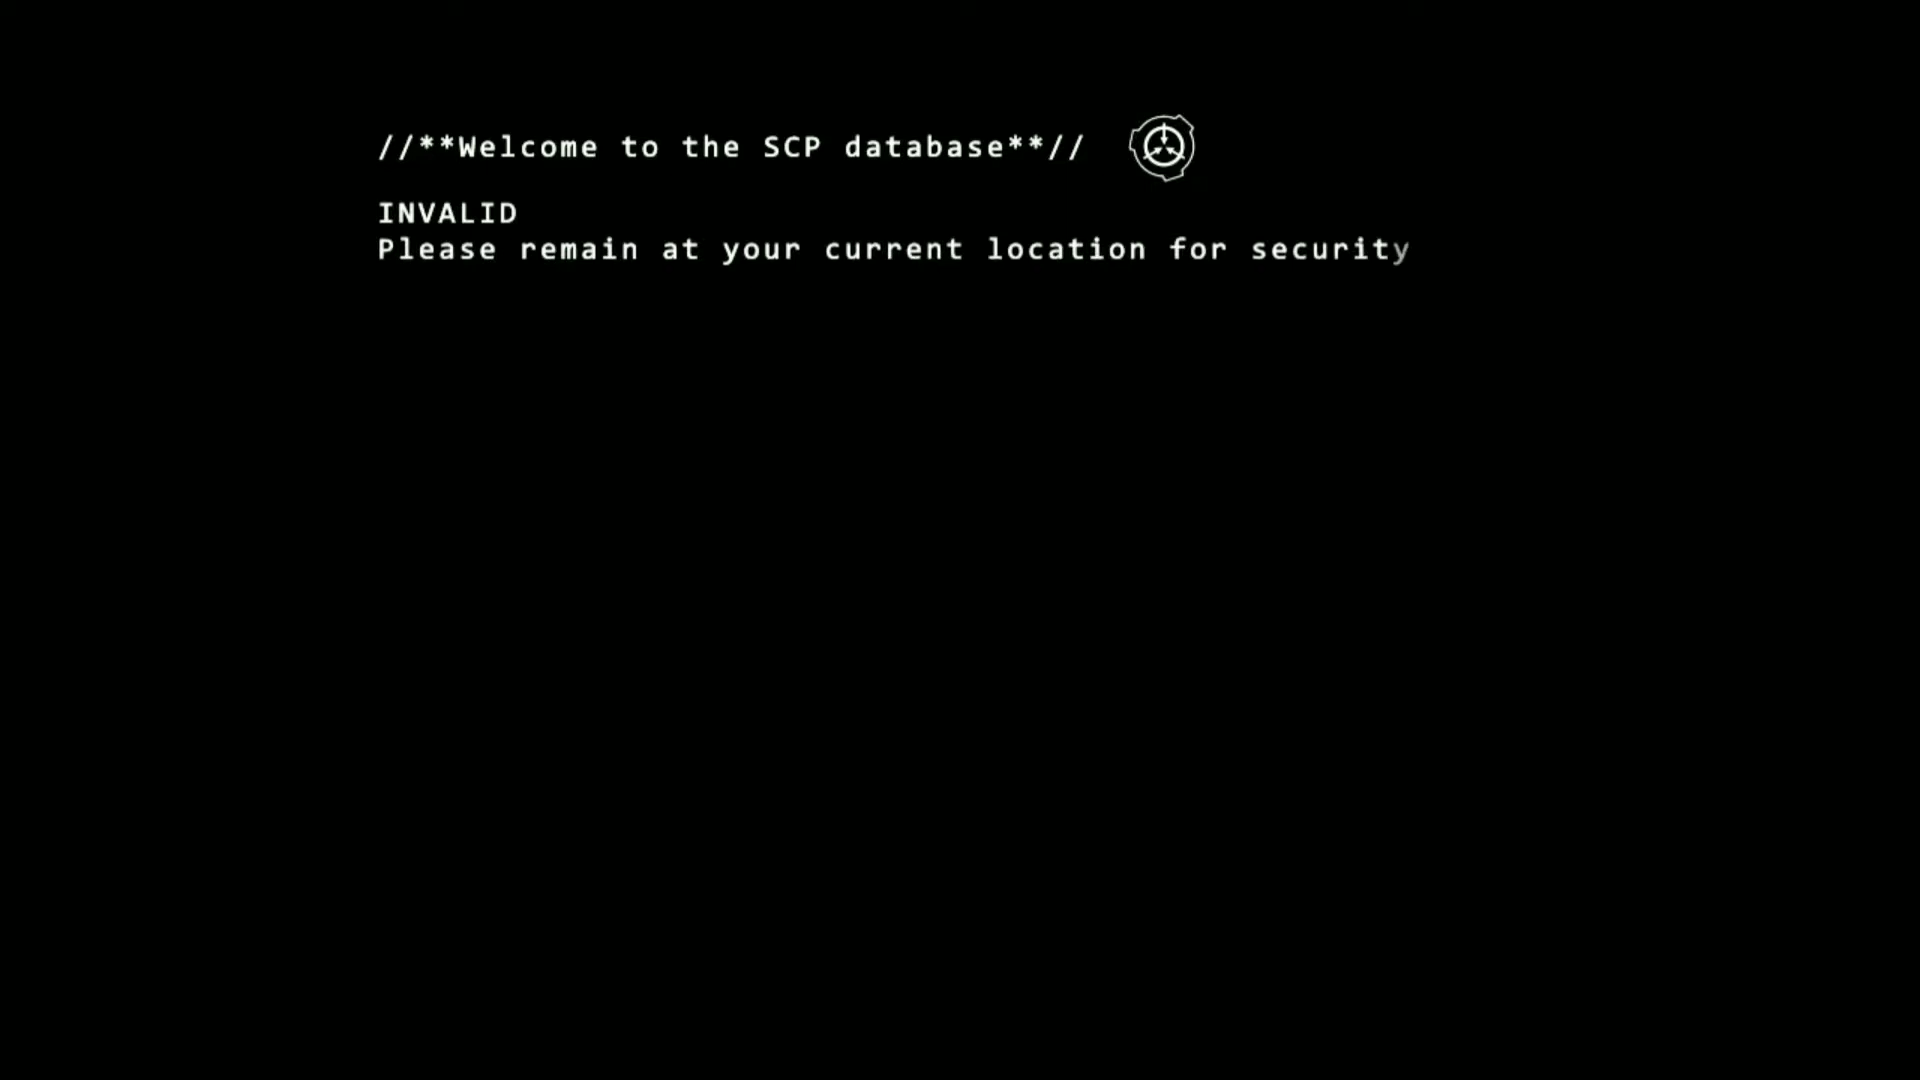 //**Welcome to the SCP database**//
INVALID
Please remain at your current location for security